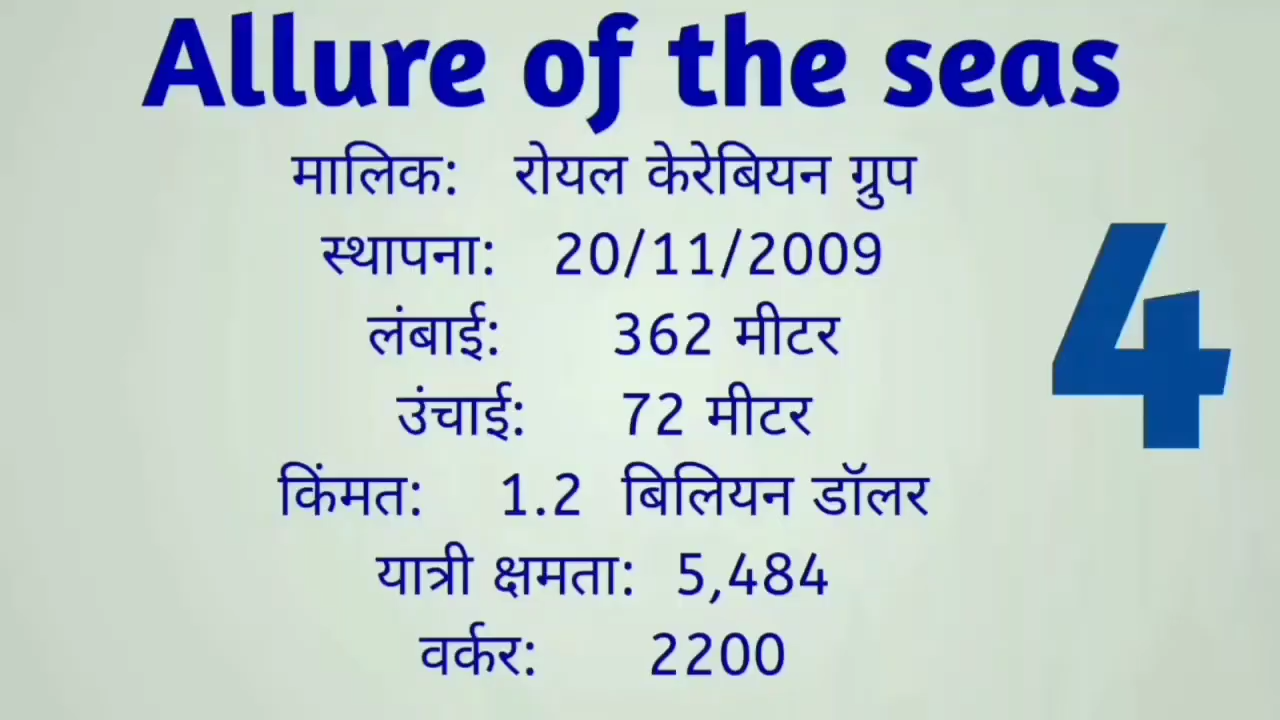 Allure of the seas
मालिक: रोयल केरेबियन ग्रुप
स्थापना: 20/11/2009
लंबाई: 362 मीटर
उंचाई: 72 मीटर
किंमत: 1.2 बिलियन डॉलर
यात्री क्षमता: 5,484
वर्कर: 2200
4